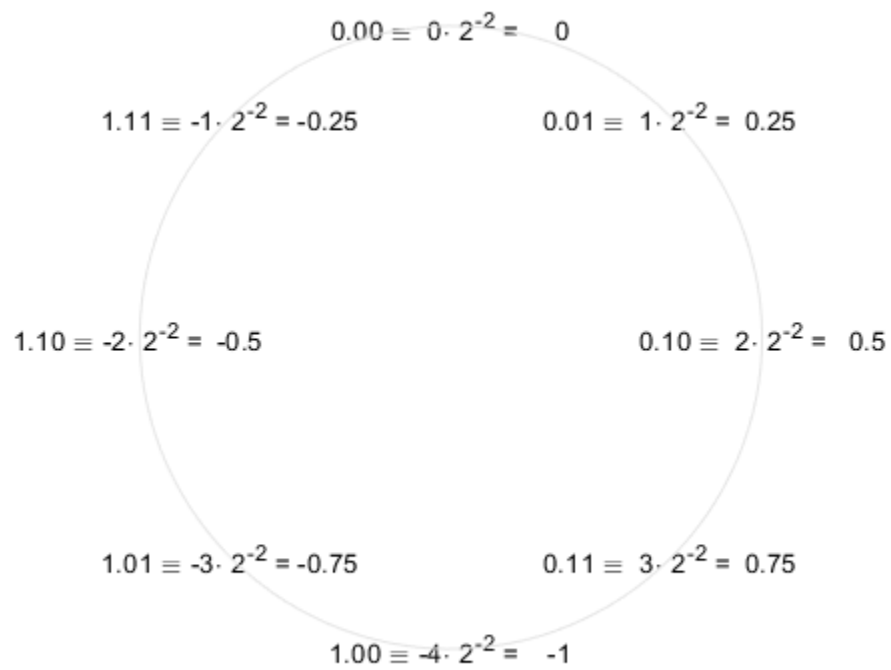 0.00 ≡ 0· 2^-2 = 0
1.11 ≡ -1· 2^-2 = -0.25
0.01 ≡ 1· 2^-2 = 0.25
1.10 ≡ -2· 2^-2 = -0.5
0.10 ≡ 2· 2^-2 = 0.5
1.01 ≡ -3· 2^-2 = -0.75
0.11 ≡ 3· 2^-2 = 0.75
1.00 ≡ -4· 2^-2 = -1